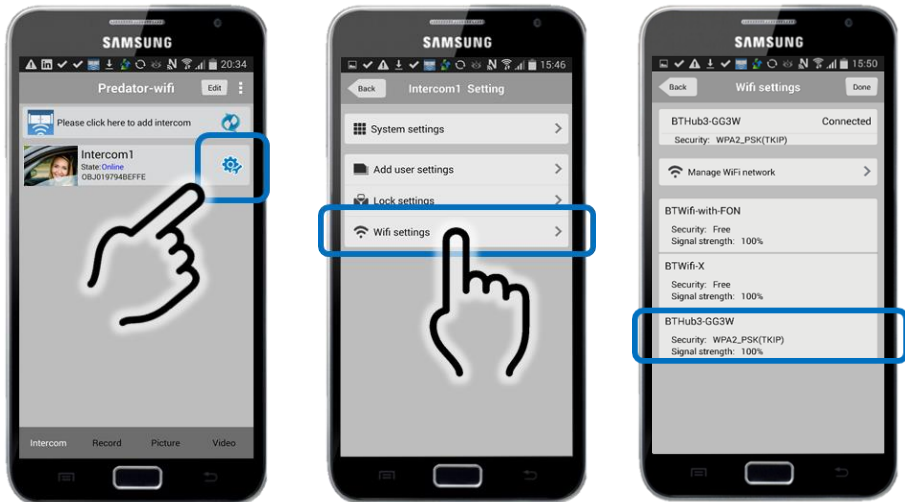 SAMSUNG
20:34
Predator-wifi
Edit
Please click here to add intercom
Intercom1
State:Online
OBJ019794BEFFE
Intercom
Record
Picture
Video
SAMSUNG
15:46
Back
Intercom1 Setting
System settings
Add user settings
Lock settings
Wifi settings
SAMSUNG
15:50
Back
Wifi settings
Done
BTHub3-GG3W
Connected
Security: WPA2_PSK(TKIP)
Manage WiFi network
BTWifi-with-FON
Security: Free
Signal strength: 100%
BTWifi-X
Security: Free
Signal strength: 100%
BTHub3-GG3W
Security: WPA2_PSK(TKIP)
Signal strength: 100%